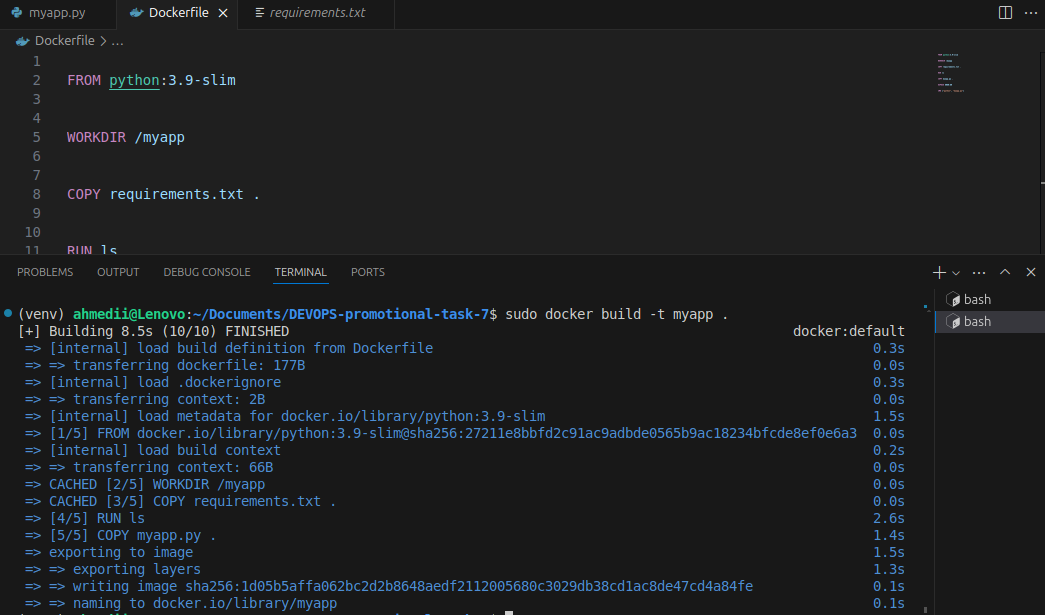 myapp.py Dockerfile requirements.txt
Dockerfile > ...
1
2 FROM python:3.9-slim
3
4
5 WORKDIR /myapp
6
7
8 COPY requirements.txt .
9
10
11 RUN ls
PROBLEMS OUTPUT DEBUG CONSOLE TERMINAL PORTS
bash
bash
(venv) ahmedii@Lenovo:~/Documents/DEVOPS-promotional-task-7$ sudo docker build -t myapp .
[+] Building 8.5s (10/10) FINISHED docker:default
=> [internal] load build definition from Dockerfile 0.3s
=> => transferring dockerfile: 177B 0.0s
=> [internal] load .dockerignore 0.3s
=> => transferring context: 2B 0.0s
=> [internal] load metadata for docker.io/library/python:3.9-slim 1.5s
=> [1/5] FROM docker.io/library/python:3.9-slim@sha256:27211e8bbfd2c91ac9adbde0565b9ac18234bfcde8ef0e6a3 0.0s
=> [internal] load build context 0.2s
=> => transferring context: 66B 0.0s
=> CACHED [2/5] WORKDIR /myapp 0.0s
=> CACHED [3/5] COPY requirements.txt . 0.0s
=> [4/5] RUN ls 2.6s
=> [5/5] COPY myapp.py . 1.4s
=> exporting to image 1.5s
=> => exporting layers 1.3s
=> => writing image sha256:1d05b5affa062bc2d2b8648aedf2112005680c3029db38cd1ac8de47cd4a84fe 0.1s
=> => naming to docker.io/library/myapp 0.1s